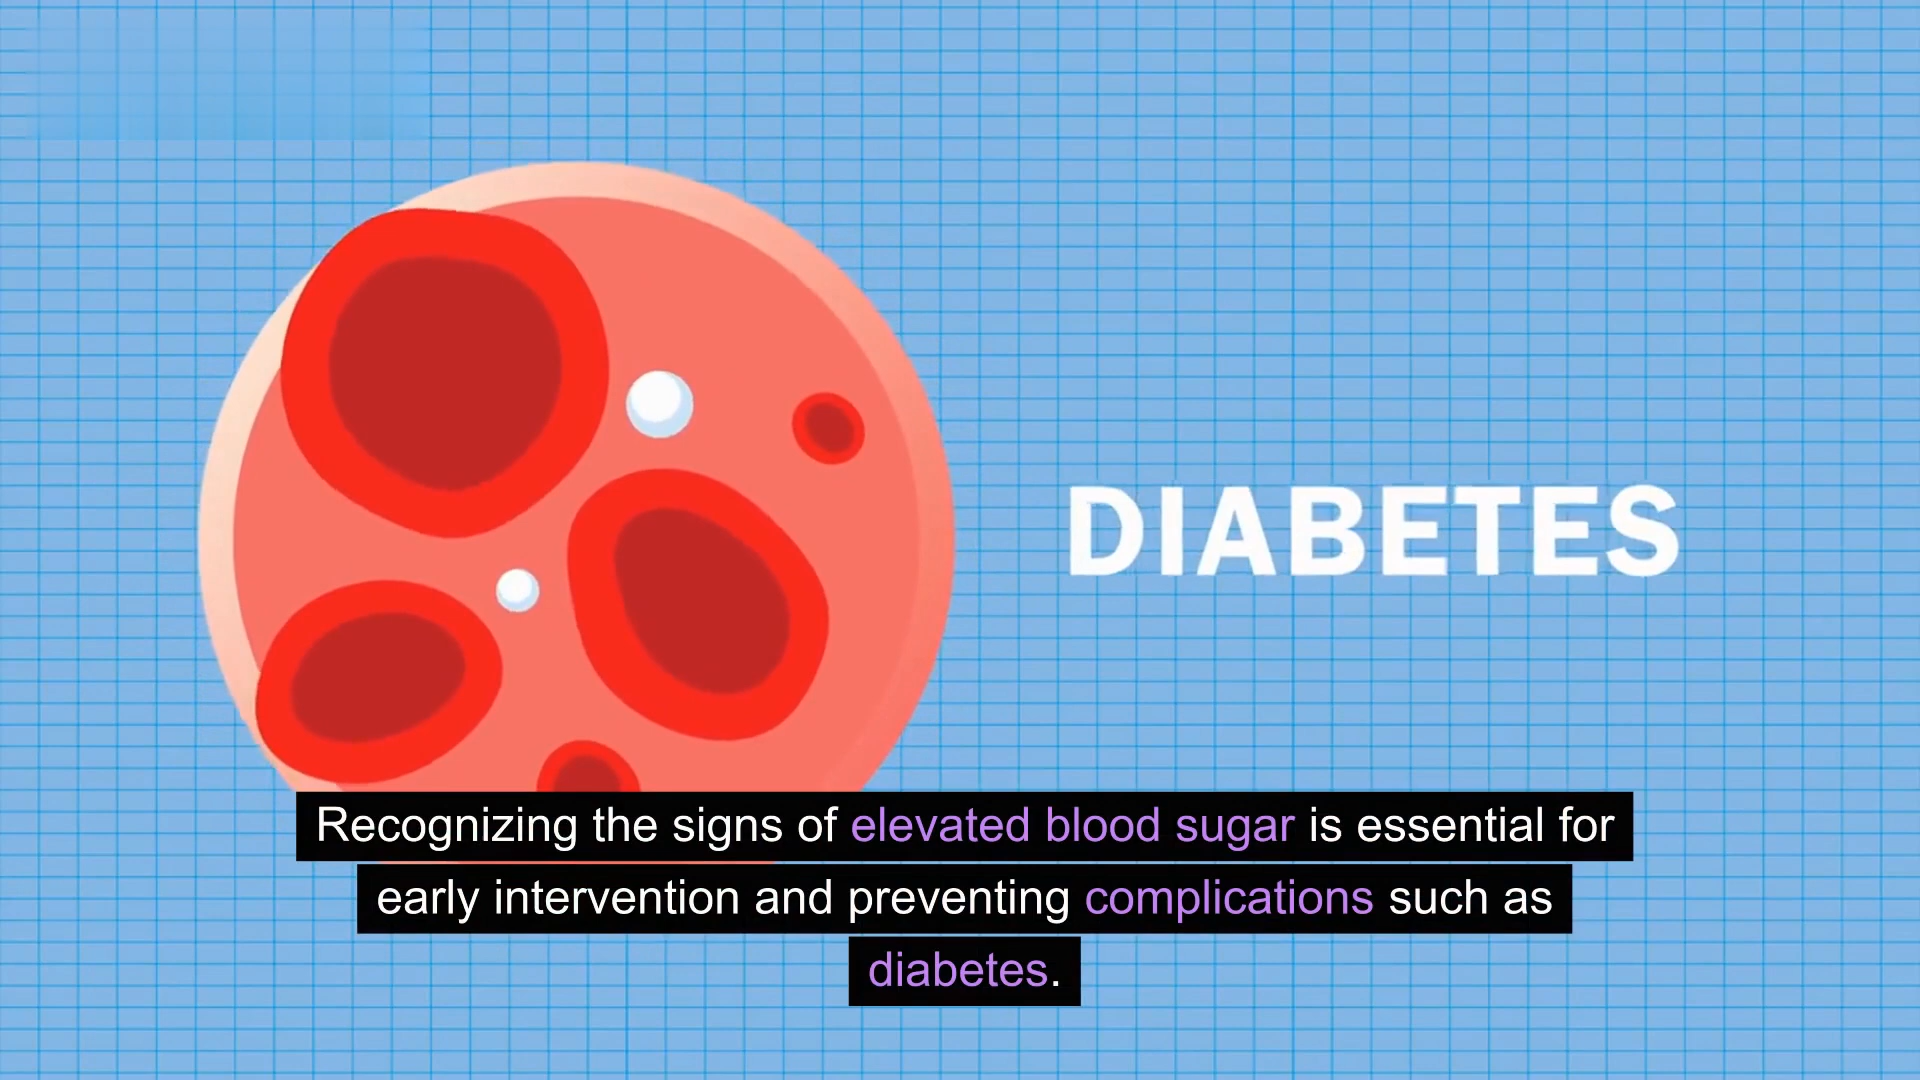 DIABETES
Recognizing the signs of elevated blood sugar is essential for
early intervention and preventing complications such as
diabetes.